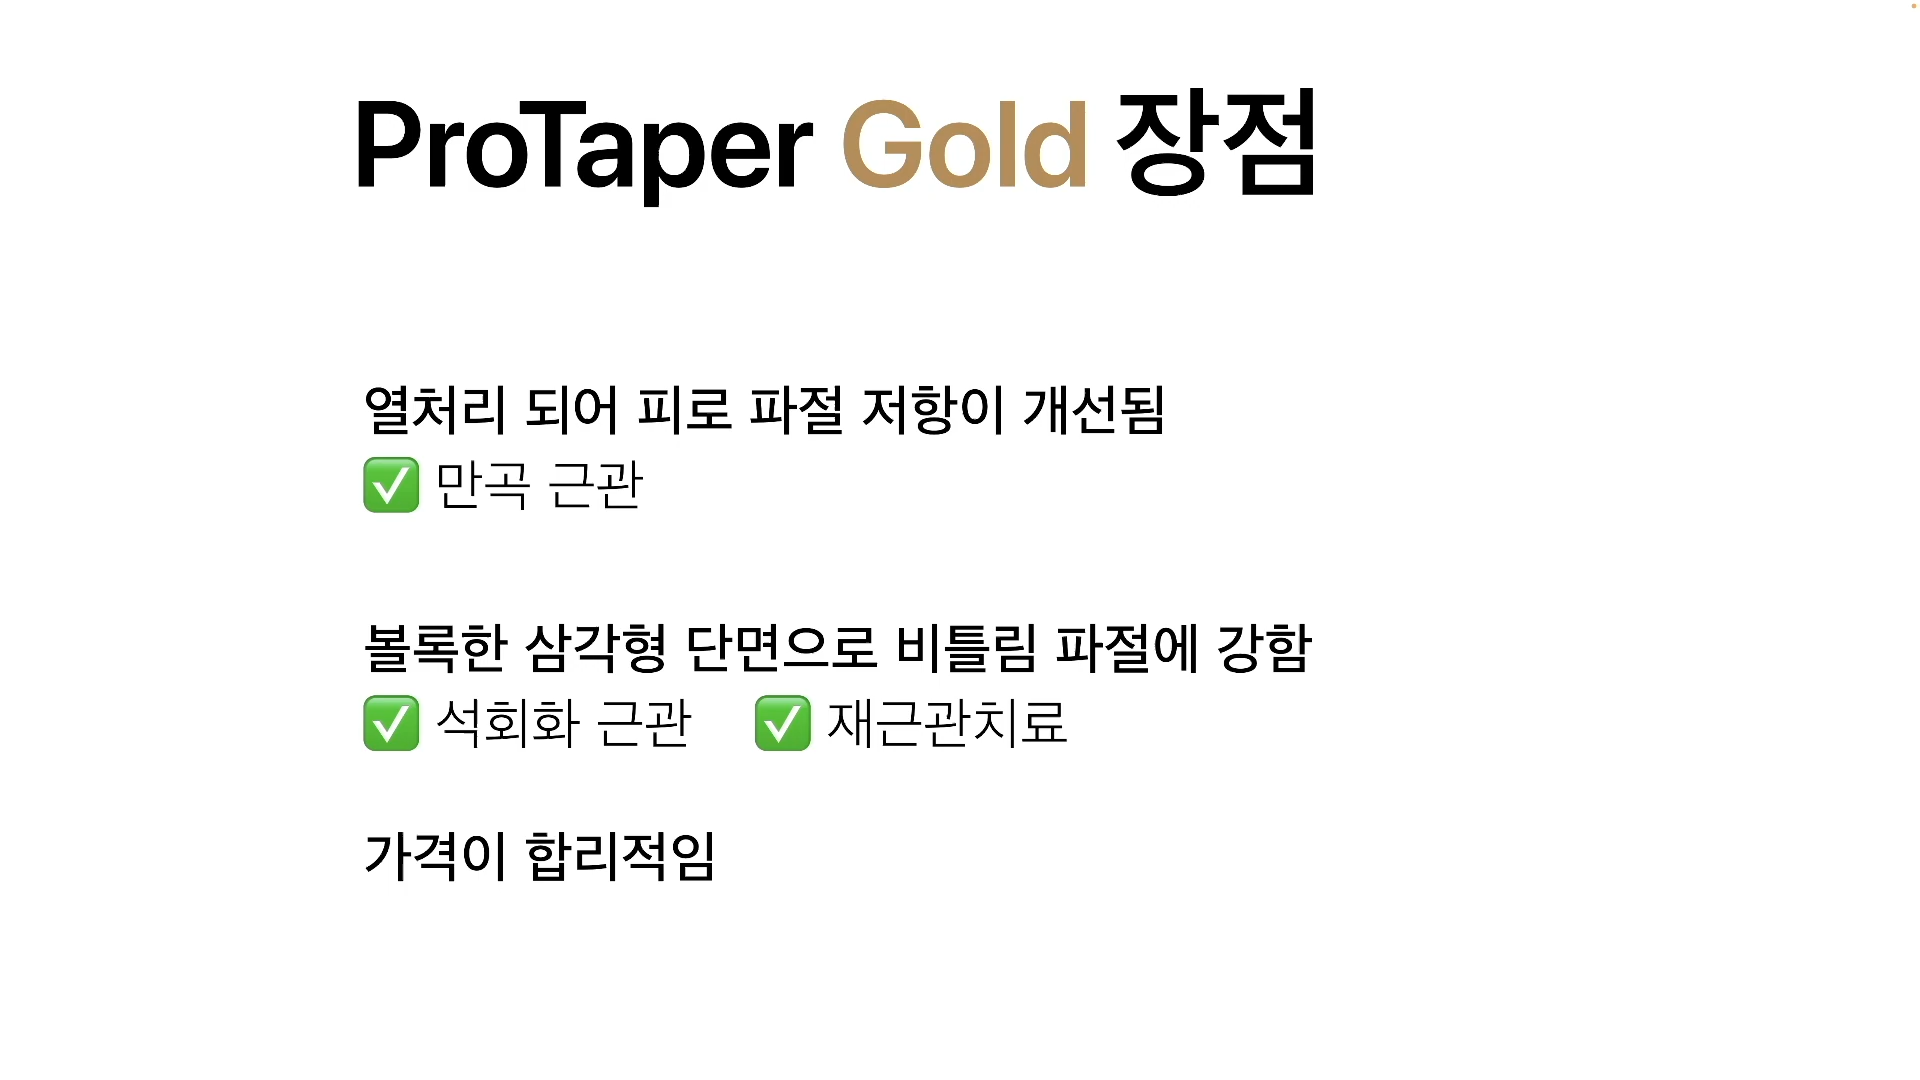 ProTaper Gold 장점
열처리 되어 피로 파절 저항이 개선됨
✅ 만곡 근관
볼록한 삼각형 단면으로 비틀림 파절에 강함
✅ 석회화 근관 ✅ 재근관치료
가격이 합리적임